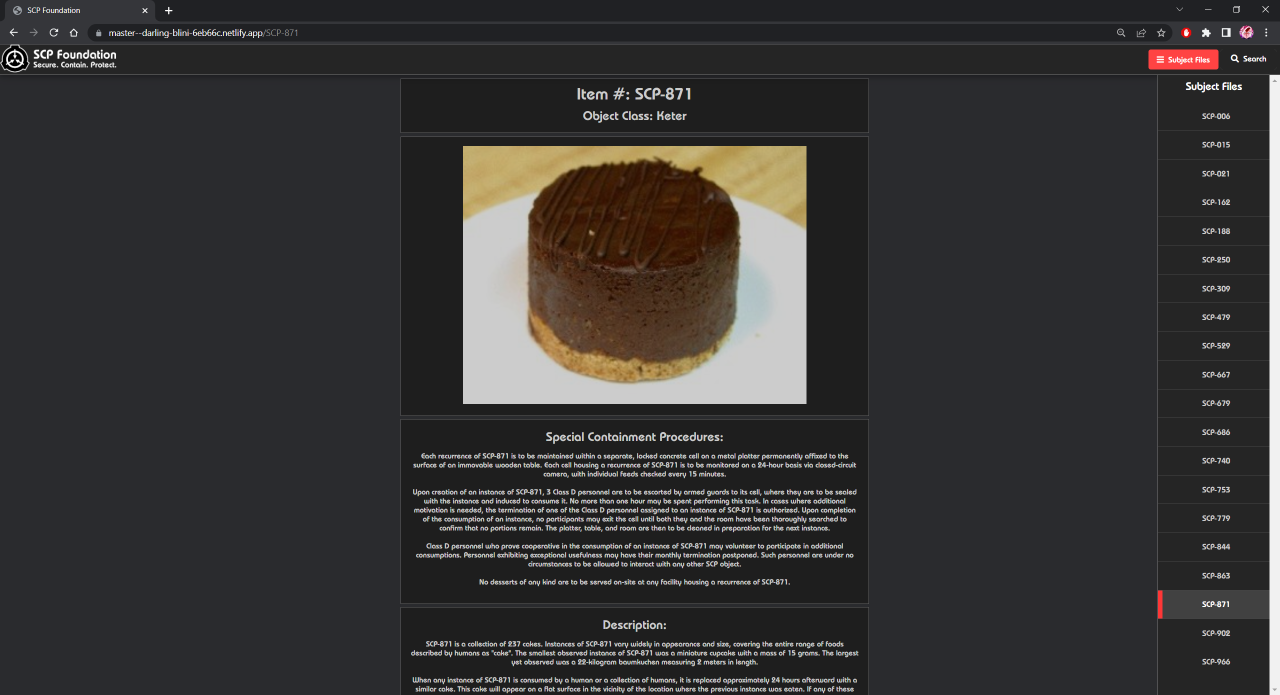 SCP Foundation
master--darling-blini-6eb66c.netlify.app/SCP-871
SCP Foundation
Secure. Contain. Protect.
Subject Files
Search
Item #: SCP-871
Object Class: Keter
Special Containment Procedures:
Each recurrence of SCP-871 is to be maintained within a separate, locked concrete cell on a metal platter permanently affixed to the
surface of an immovable wooden table. Each cell housing a recurrence of SCP-871 is to be monitored on a 24-hour basis via closed-circuit
camera, with individual feeds checked every 15 minutes.
Upon creation of an instance of SCP-871, 3 Class D personnel are to be escorted by armed guards to its cell, where they are to be sealed
with the instance and induced to consume it. No more than one hour may be spent performing this task. In cases where additional
motivation is needed, the termination of one of the Class D personnel assigned to an instance of SCP-871 is authorized. Upon completion
of the consumption of an instance, no participants may exit the cell until both they and the room have been thoroughly searched to
confirm that no portions remain. The platter, table, and room are then to be cleaned in preparation for the next instance.
Class D personnel who prove cooperative in the consumption of an instance of SCP-871 may volunteer to participate in additional
consumptions. Personnel exhibiting exceptional usefulness may have their monthly termination postponed. Such personnel are under no
circumstances to be allowed to interact with any other SCP object.
No desserts of any kind are to be served on-site at any facility housing a recurrence of SCP-871.
Description:
SCP-871 is a collection of 237 cakes. Instances of SCP-871 vary widely in appearance and size, covering the entire range of foods
described by humans as "cake". The smallest observed instance of SCP-871 was a miniature cupcake with a mass of 15 grams. The largest
yet observed was a 22-kilogram baumkuchen measuring 2 meters in length.
When any instance of SCP-871 is consumed by a human or a collection of humans, it is replaced approximately 24 hours afterward with a
similar cake. This cake will appear on a flat surface in the vicinity of the location where the previous instance was eaten. If any of these
Subject Files
SCP-006
SCP-015
SCP-021
SCP-162
SCP-188
SCP-250
SCP-309
SCP-479
SCP-529
SCP-667
SCP-679
SCP-686
SCP-740
SCP-753
SCP-779
SCP-844
SCP-863
SCP-871
SCP-902
SCP-966